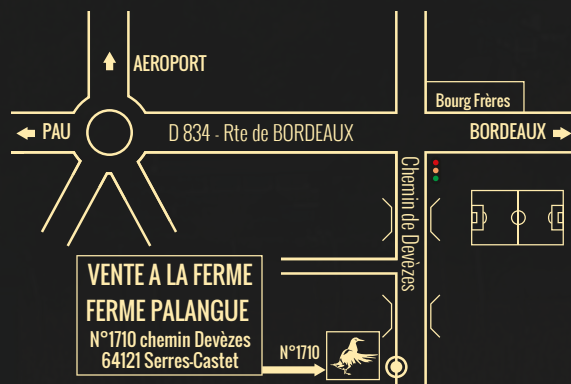 AEROPORT
Bourg Frères
PAU
D 834 - Rte de BORDEAUX
BORDEAUX
Chemin de Devèzes
VENTE A LA FERME
FERME PALANGUE
N°1710 chemin Devèzes
64121 Serres-Castet
N°1710